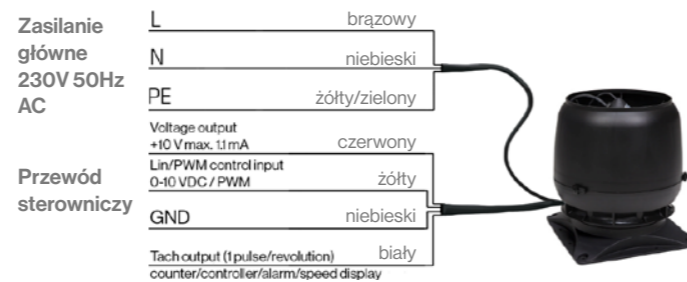 Zasilanie
główne
230V 50Hz
AC
L brązowy
N niebieski
PE żółty/zielony
Przewód
sterowniczy
Voltage output
+10 V max. 1.1 mA czerwony
Lin/PWM control input
0-10 VDC / PWM żółty
GND niebieski
Tach output (1 pulse/revolution) biały
counter/controller/alarm/speed display